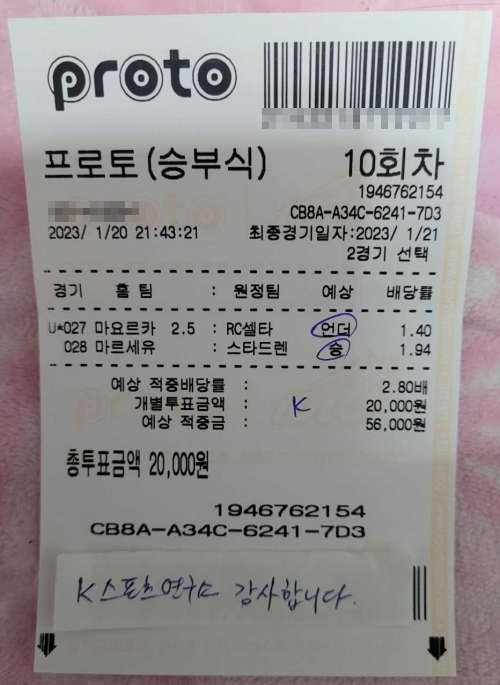 proto
프로토(승부식) 10회차
1946762154
CB8A-A34C-6241-7D3
2023/ 1/20 21:43:21 최종경기일자:2023/ 1/21
2경기 선택
경기 홈 팀 : 원정팀 예상 배당률
U*027 마요르카 2.5 : RC셀타 언더 1.40
028 마르세유 : 스타드렌 승 1.94
예상 적중배당률 : 2.80배
개별투표금액 : K 20,000원
예상 적중금 : 56,000원
총투표금액 20,000원
1946762154
CB8A-A34C-6241-7D3
K스포츠연구소 감사합니다.